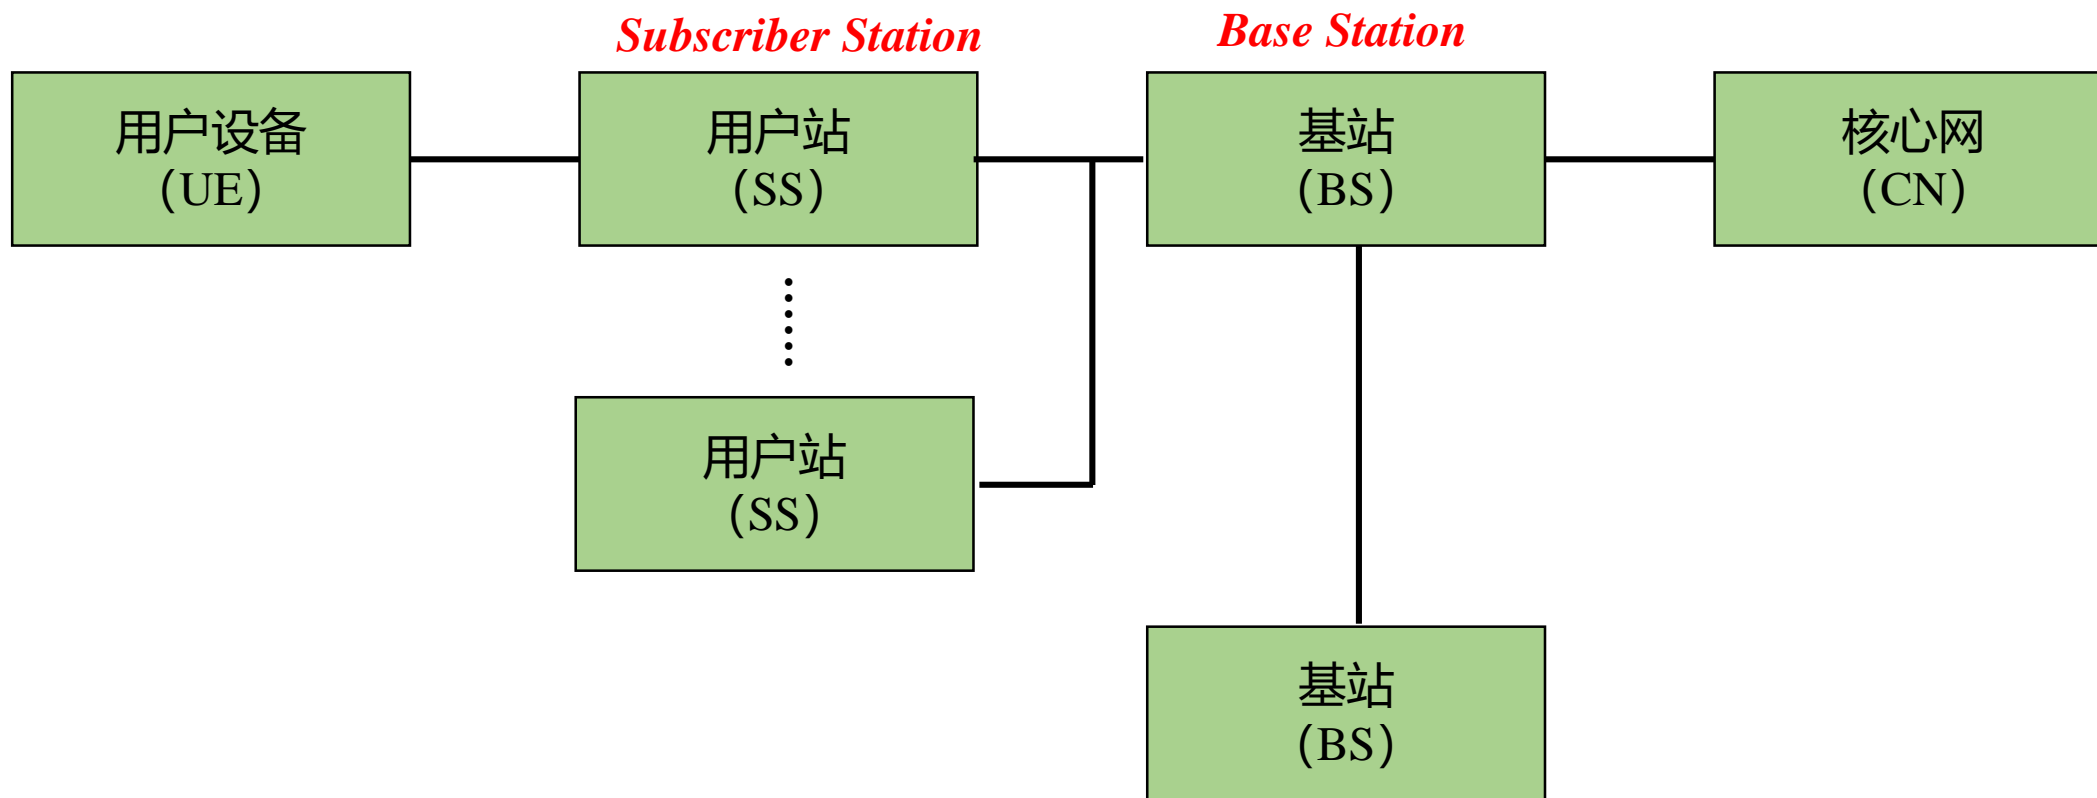 Subscriber Station
Base Station
用户设备
（UE）
用户站
（SS）
基站
（BS）
核心网
（CN）
用户站
（SS）
基站
（BS）